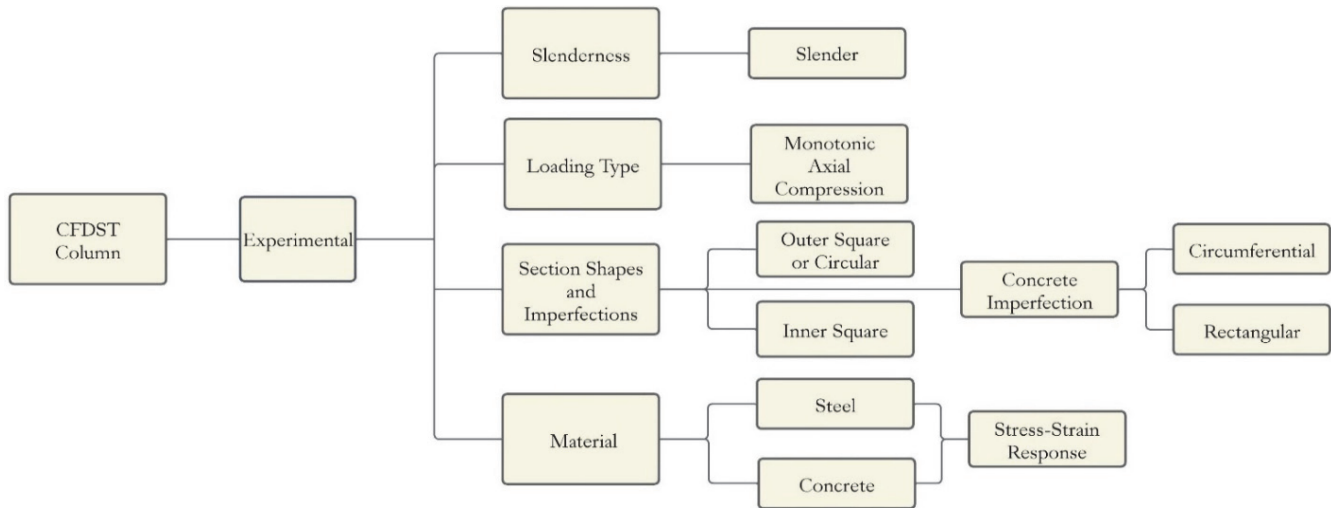 CFDST
Column
Experimental
Slenderness
Slender
Loading Type
Monotonic
Axial
Compression
Section Shapes
and
Imperfections
Outer Square
or Circular
Inner Square
Concrete
Imperfection
Circumferential
Rectangular
Material
Steel
Concrete
Stress-Strain
Response